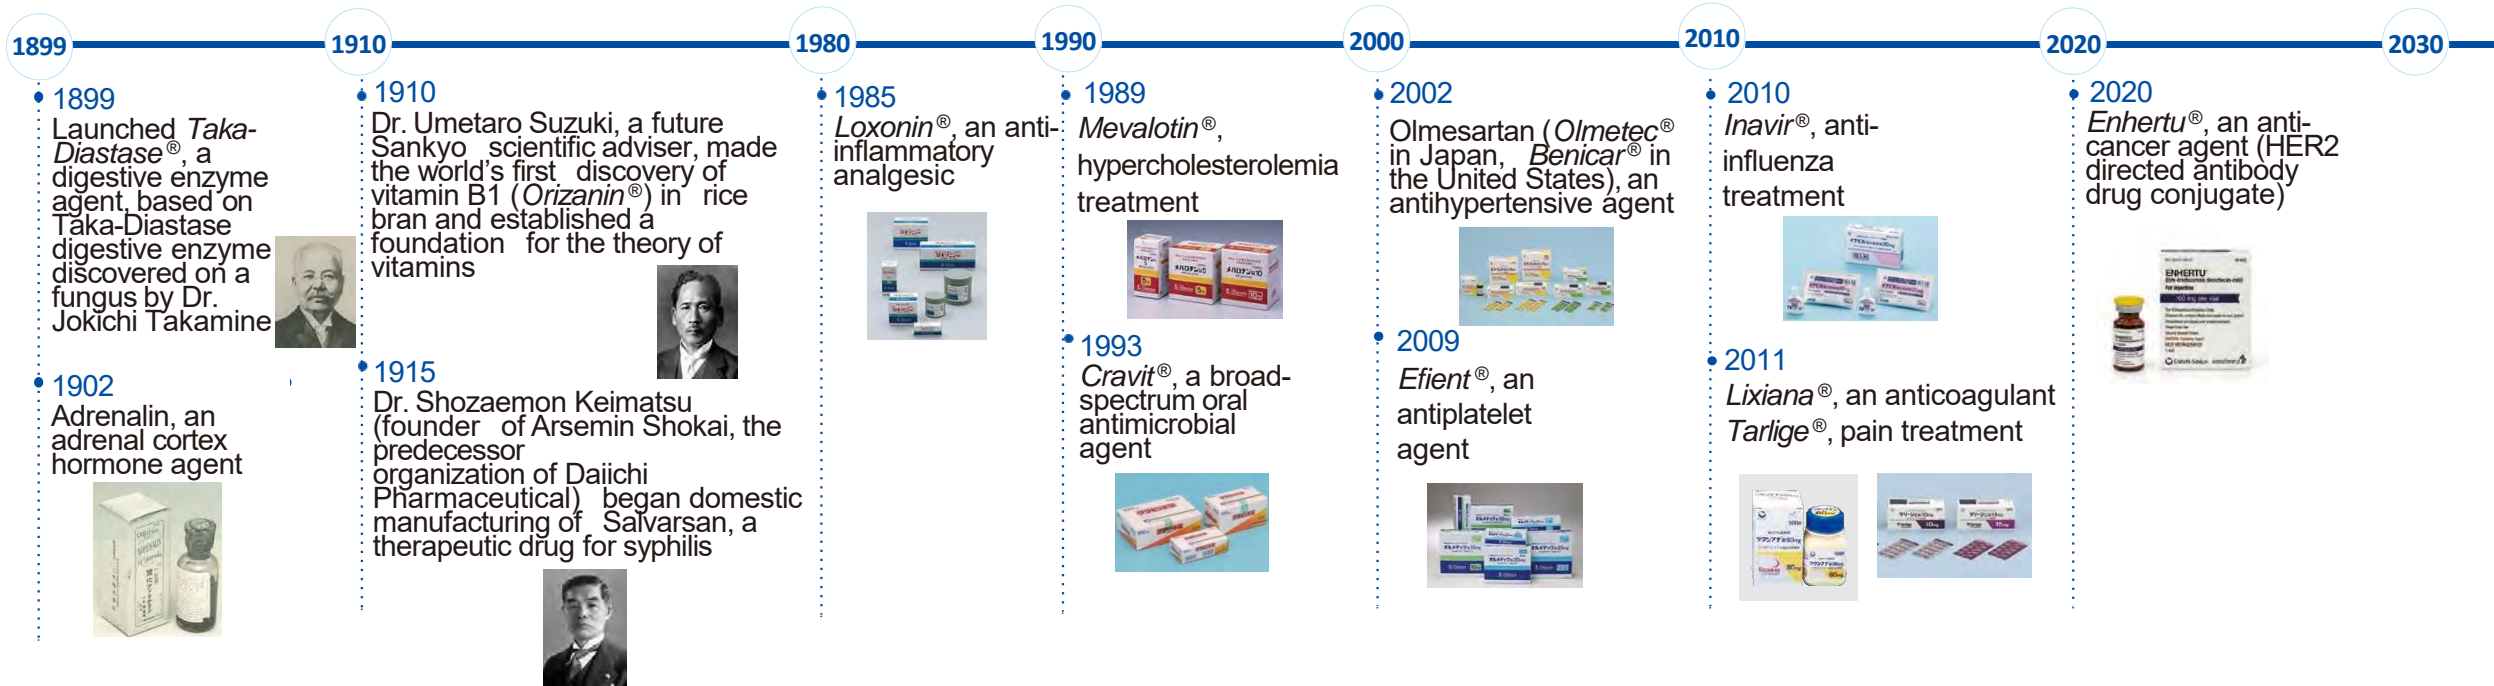 1899
1910
1980
1990
2000
2010
2020
2030
1899
Launched Taka-
Diastase®, a
digestive enzyme
agent, based on
Taka-Diastase
digestive enzyme
discovered on a
fungus by Dr.
Jokichi Takamine
1902
Adrenalin, an
adrenal cortex
hormone agent
1910
Dr. Umetaro Suzuki, a future
Sankyo scientific adviser, made
the world's first discovery of
vitamin B1 (Orizanin®) in rice
bran and established a
foundation for the theory of
vitamins
1915
Dr. Shozaemon Keimatsu
(founder of Arsemin Shokai, the
predecessor
organization of Daiichi
Pharmaceutical) began domestic
manufacturing of Salvarsan, a
therapeutic drug for syphilis
1985
Loxonin®, an anti-
inflammatory
analgesic
1989
Mevalotin®,
hypercholesterolemia
treatment
1993
Cravit®, a broad-
spectrum oral
antimicrobial
agent
2002
Olmesartan (Olmetec®
in Japan, Benicar® in
the United States), an
antihypertensive agent
2009
Efient®, an
antiplatelet
agent
2010
Inavir®, anti-
influenza
treatment
2011
Lixiana®, an anticoagulant
Tarlige®, pain treatment
2020
Enhertu®, an anti-
cancer agent (HER2
directed antibody
drug conjugate)
ENHERTU